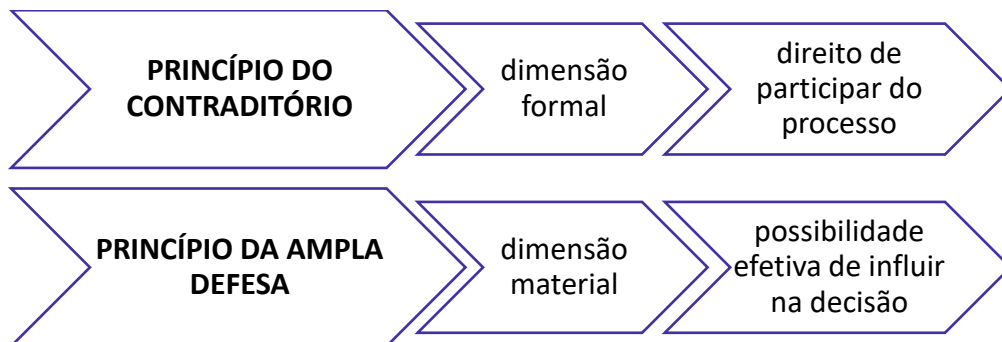 PRINCÍPIO DO
CONTRADITÓRIO
dimensão
formal
direito de
participar do
processo
PRINCÍPIO DA AMPLA
DEFESA
dimensão
material
possibilidade
efetiva de influir
na decisão